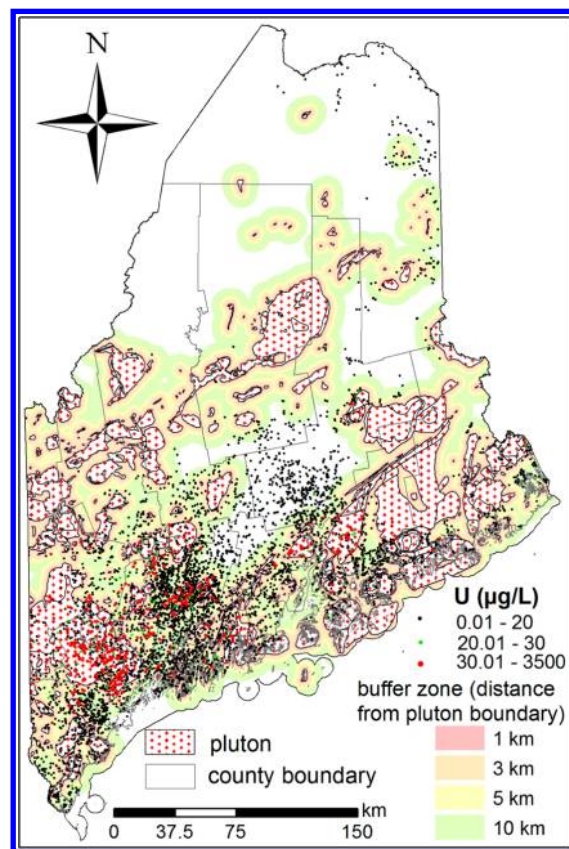 N
U (µg/L)
0.01 - 20
20.01 - 30
30.01 - 3500
buffer zone (distance
from pluton boundary)
1 km
3 km
5 km
10 km
pluton
county boundary
km
0 37.5 75 150